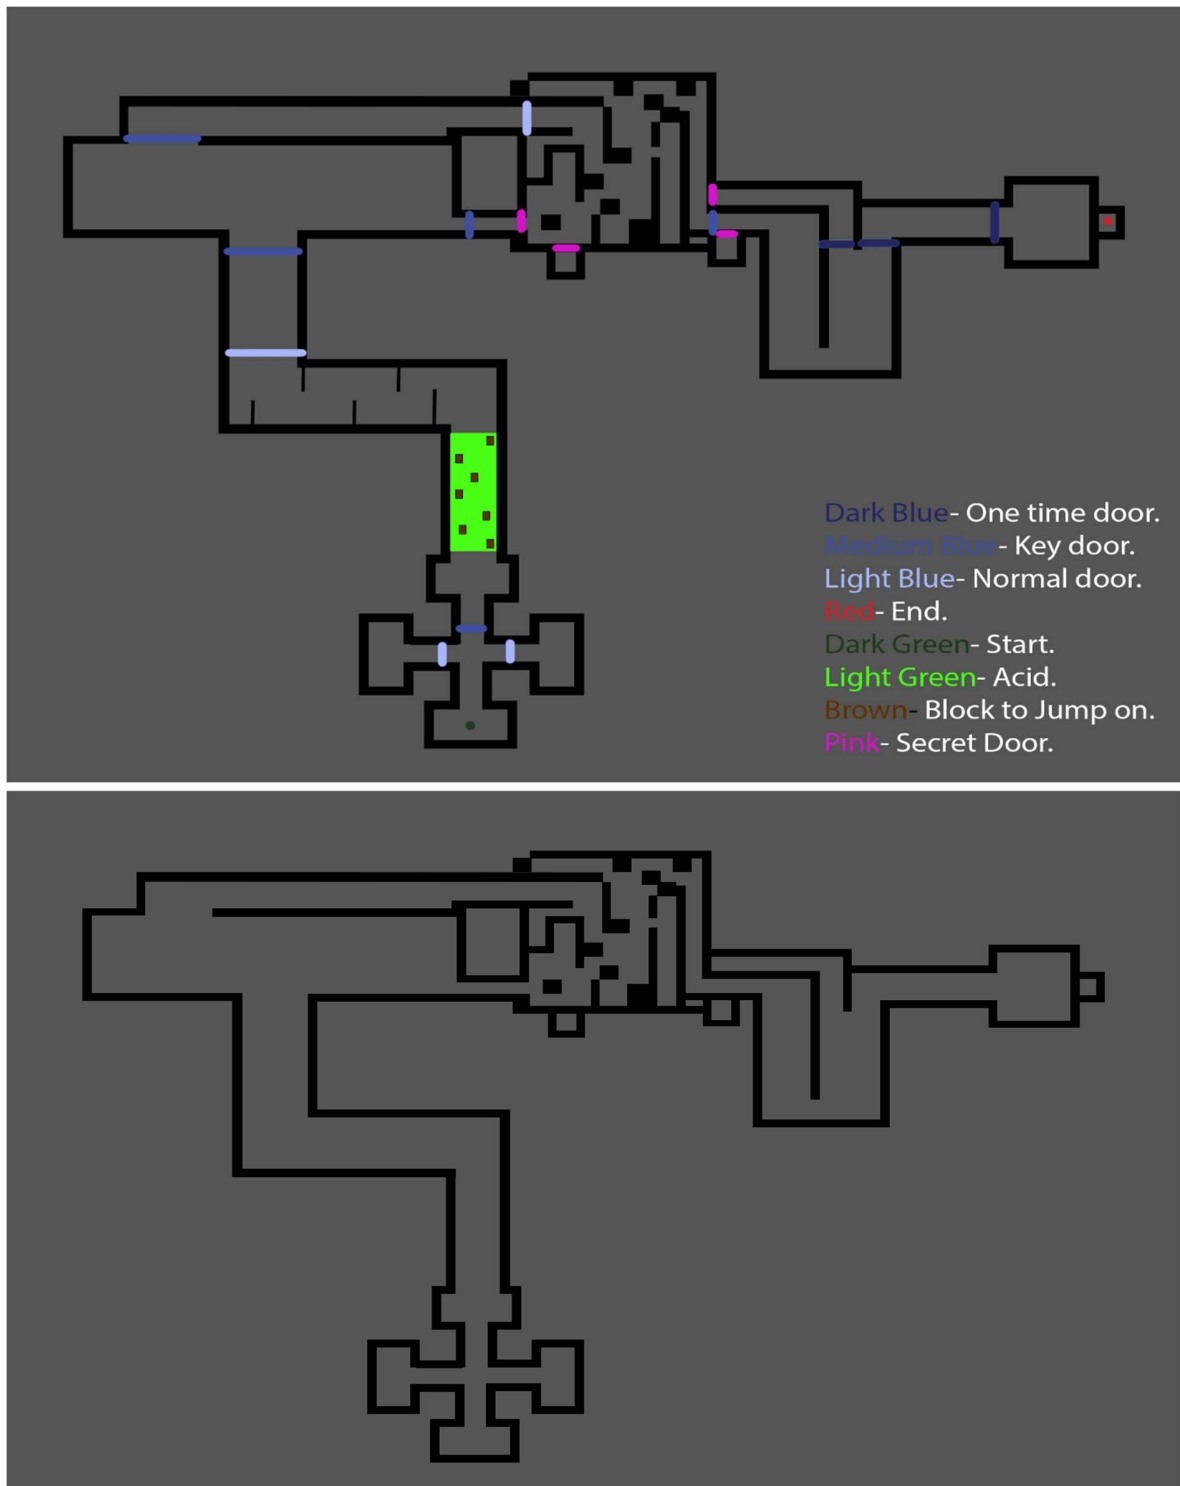 Dark Blue- One time door.
Medium Blue- Key door.
Light Blue- Normal door.
Red- End.
Dark Green- Start.
Light Green- Acid.
Brown- Block to Jump on.
Pink- Secret Door.